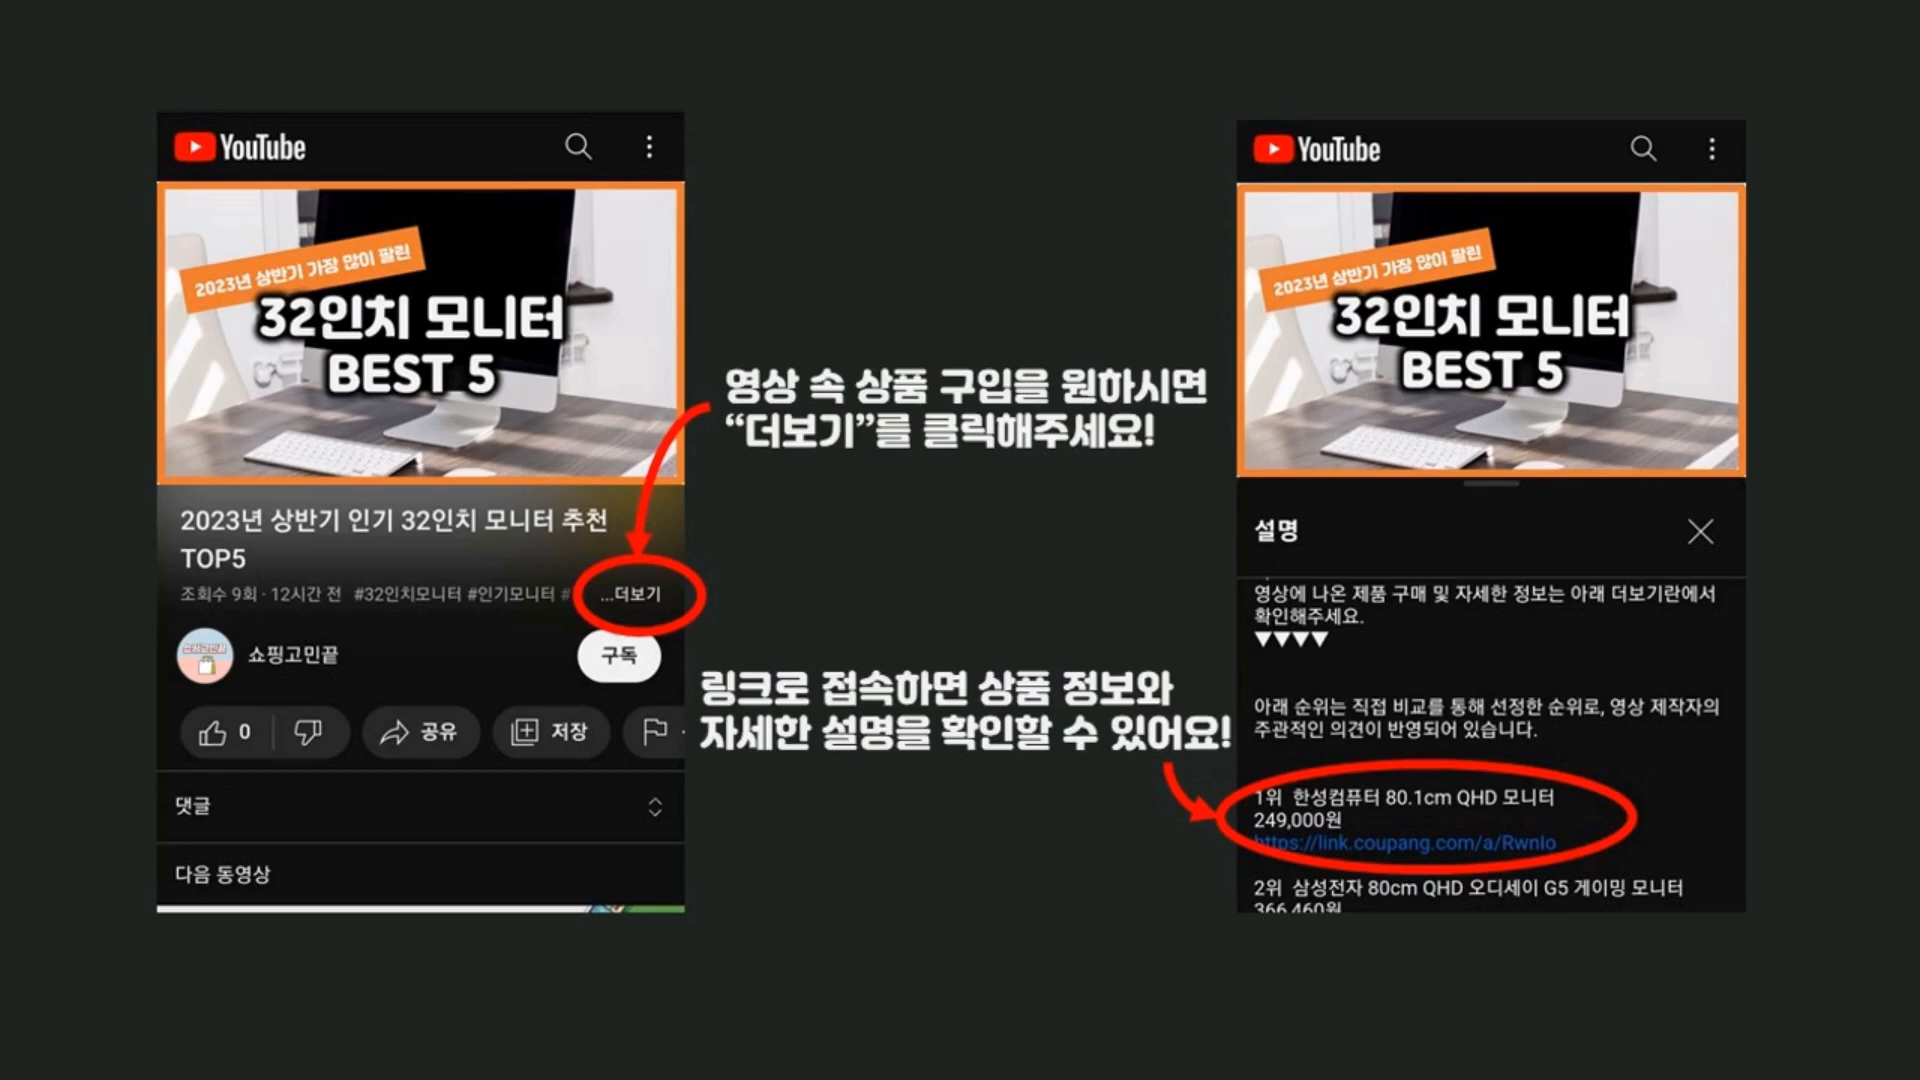 YouTube
2023년 상반기 가장 많이 팔린
32인치 모니터
BEST 5
2023년 상반기 인기 32인치 모니터 추천
TOP5
조회수 9회 · 12시간 전 #32인치모니터 #인기모니터 # ...더보기
쇼핑고민끝
쇼핑고민끝
구독
0
공유
저장
댓글
다음 동영상
영상 속 상품 구입을 원하시면
“더보기”를 클릭해주세요!
링크로 접속하면 상품 정보와
자세한 설명을 확인할 수 있어요!
YouTube
2023년 상반기 가장 많이 팔린
32인치 모니터
BEST 5
설명
영상에 나온 제품 구매 및 자세한 정보는 아래 더보기란에서
확인해주세요.
▼▼▼▼
아래 순위는 직접 비교를 통해 선정한 순위로, 영상 제작자의
주관적인 의견이 반영되어 있습니다.
1위 한성컴퓨터 80.1cm QHD 모니터
249,000원
https://link.coupang.com/a/RwnIo
2위 삼성전자 80cm QHD 오디세이 G5 게이밍 모니터
366,460원